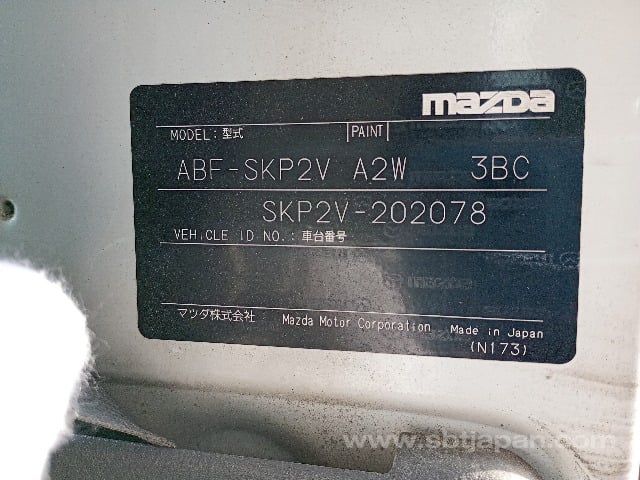 mazda
MODEL: 型式 PAINT
ABF-SKP2V A2W 3BC
SKP2V-202078
VEHICLE ID NO.: 車台番号
マツダ株式会社 Mazda Motor Corporation Made in Japan
(N173)
www.sbtjapan.com